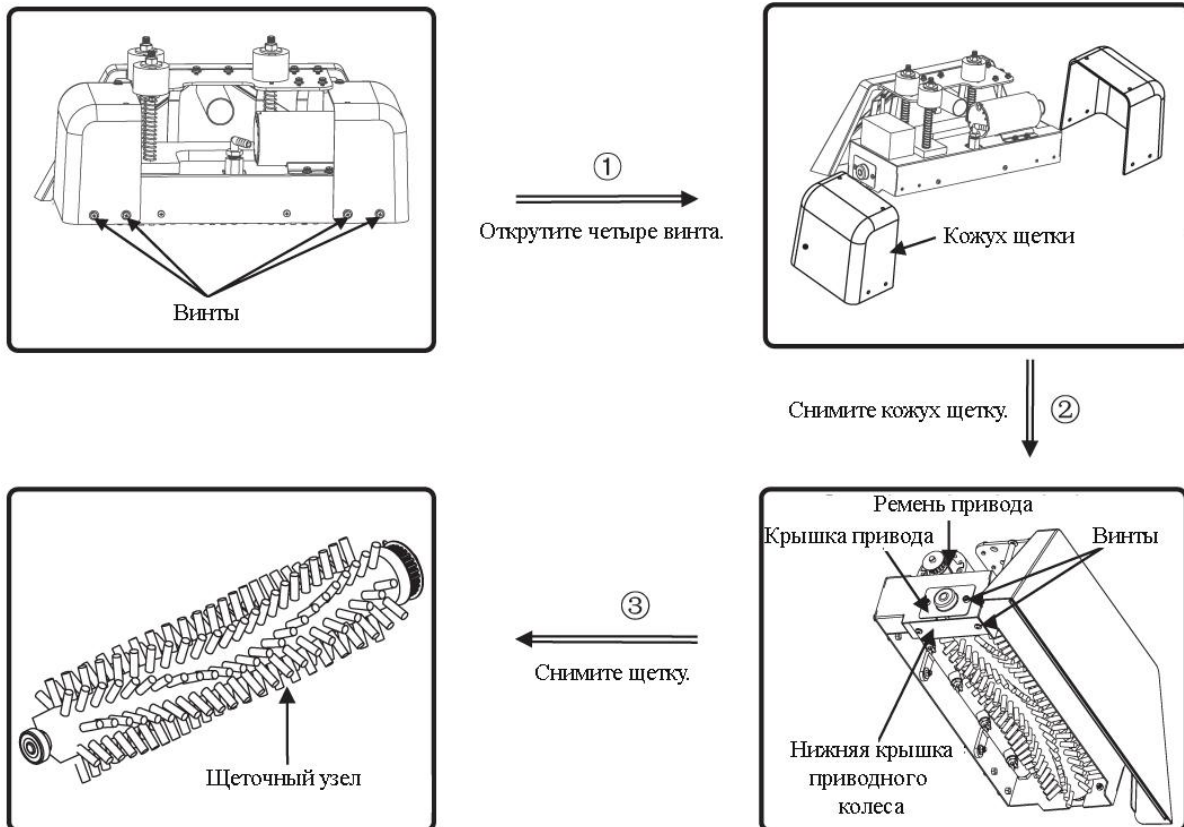 Винты
①
Открутите четыре винта.
Кожух щетки
Снимите кожух щетку.
②
Ремень привода
Крышка привода
Винты
Нижняя крышка
приводного
колеса
③
Снимите щетку.
Щеточный узел